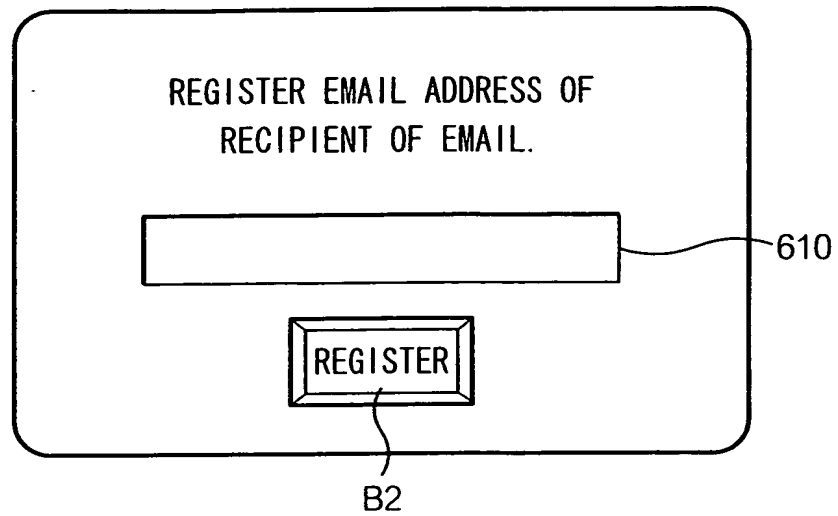 REGISTER EMAIL ADDRESS OF
RECIPIENT OF EMAIL.
610
REGISTER
B2